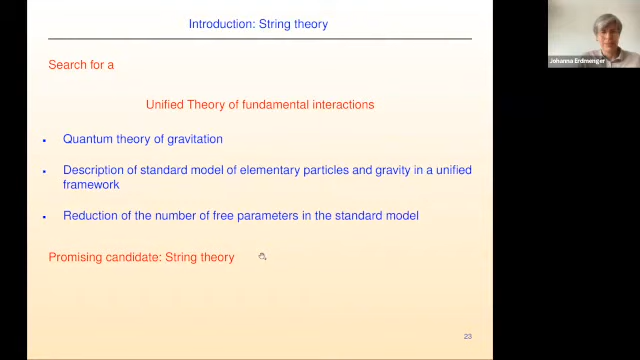 Introduction: String theory
Johanna Erdmenger
Search for a
Unified Theory of fundamental interactions
• Quantum theory of gravitation
• Description of standard model of elementary particles and gravity in a unified
framework
• Reduction of the number of free parameters in the standard model
Promising candidate: String theory
23